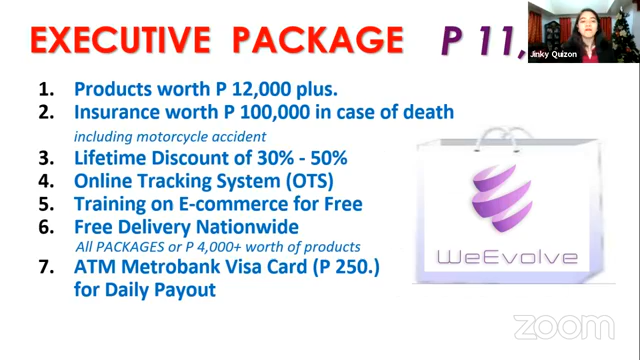 EXECUTIVE PACKAGE P 11,
Jinky Quizon
1. Products worth P 12,000 plus.
2. Insurance worth P 100,000 in case of death
including motorcycle accident
3. Lifetime Discount of 30% - 50%
4. Online Tracking System (OTS)
5. Training on E-commerce for Free
6. Free Delivery Nationwide
All PACKAGES or P 4,000+ worth of products
7. ATM Metrobank Visa Card (P 250.)
for Daily Payout
WeEvolve
zoom